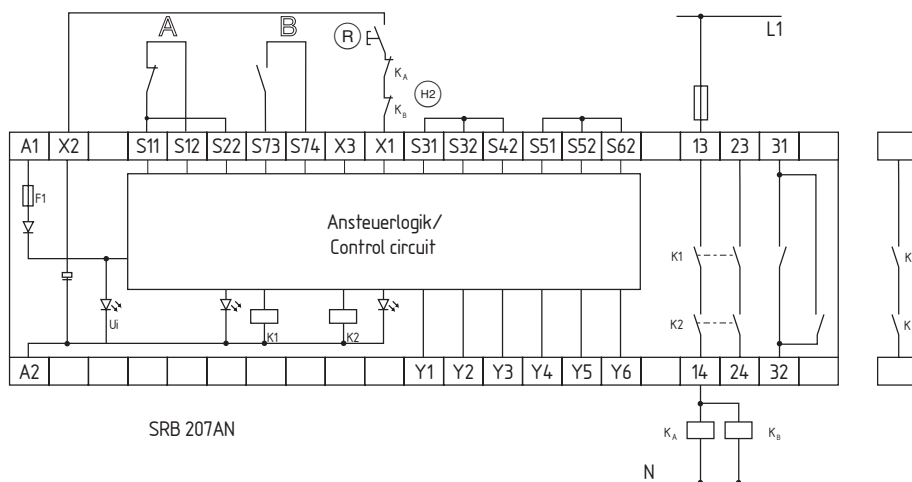 L1
A
B
R
KA
H2
KB
A1 X2 S11 S12 S22 S73 S74 X3 X1 S31 S32 S42 S51 S52 S62 13 23 31
F1
Ansteuerlogik/
Control circuit
K1
K
Ui
K1
K2
K2
K
A2 Y1 Y2 Y3 Y4 Y5 Y6 14 24 32
SRB 207AN
KA
KB
N